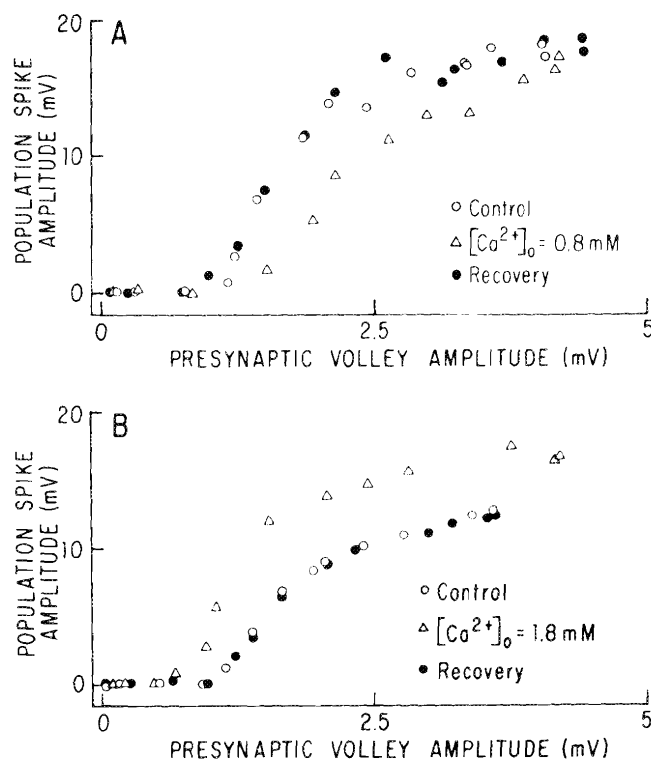 A
20
10
0
POPULATION SPIKE
AMPLITUDE (mV)
○ Control
△ [Ca²⁺]₀ = 0.8 mM
● Recovery
0
2.5
5
PRESYNAPTIC VOLLEY AMPLITUDE (mV)
B
20
10
0
POPULATION SPIKE
AMPLITUDE (mV)
○ Control
△ [Ca²⁺]₀ = 1.8 mM
● Recovery
0
2.5
5
PRESYNAPTIC VOLLEY AMPLITUDE (mV)